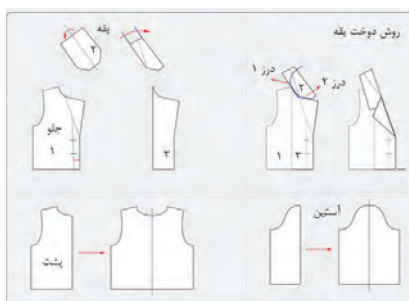 روش دوخت یقه
یقه
۲
درز ۱
۲
درز ۲
جلو
۱
۳
۱
۳
پشت
آستین